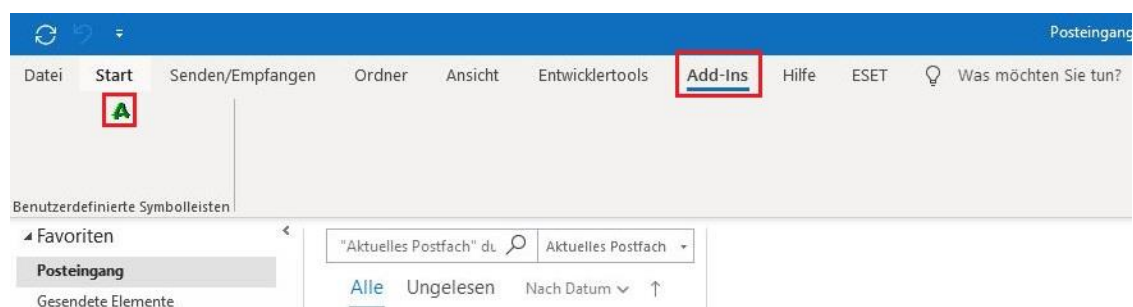 Posteingang
Datei Start Senden/Empfangen Ordner Ansicht Entwicklertools Add-Ins Hilfe ESET Was möchten Sie tun?
A
Benutzerdefinierte Symbolleisten
Favoriten
"Aktuelles Postfach" du Aktuelles Postfach
Posteingang
Alle Ungelesen Nach Datum
Gesendete Elemente